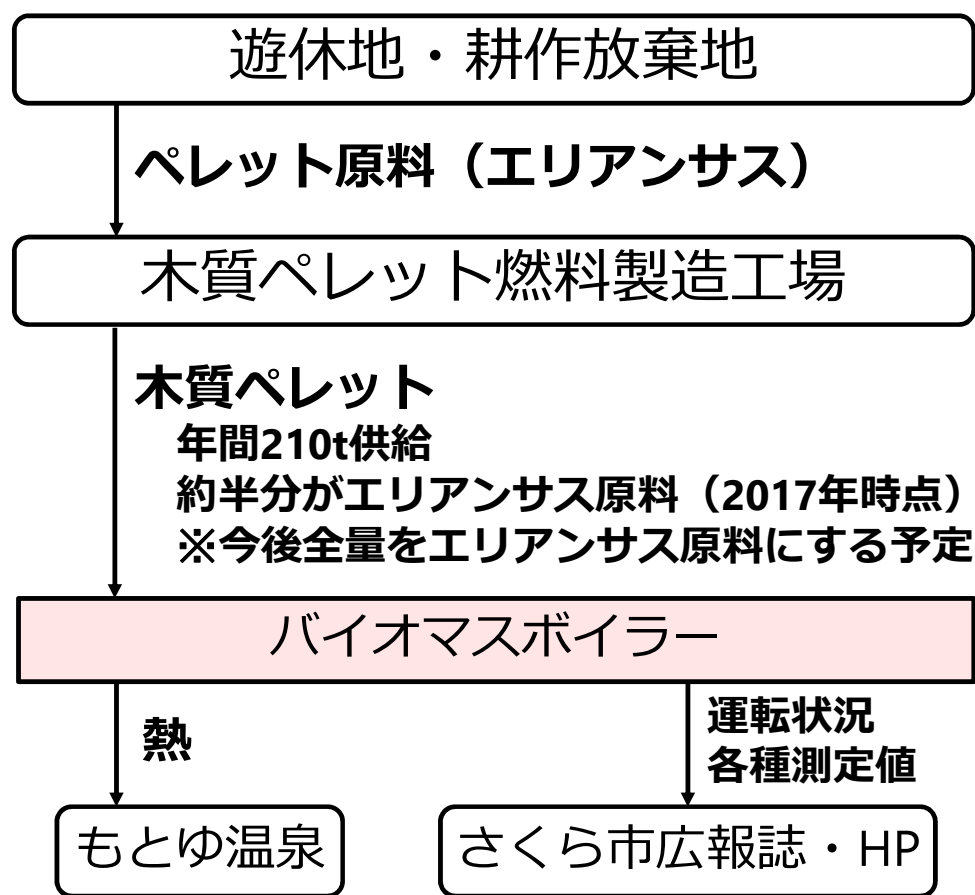 遊休地・耕作放棄地
ペレット原料（エリアンサス）
木質ペレット燃料製造工場
木質ペレット
年間210t供給
約半分がエリアンサス原料（2017年時点）
※今後全量をエリアンサス原料にする予定
バイオマスボイラー
熱
運転状況
各種測定値
もとゆ温泉
さくら市広報誌・HP